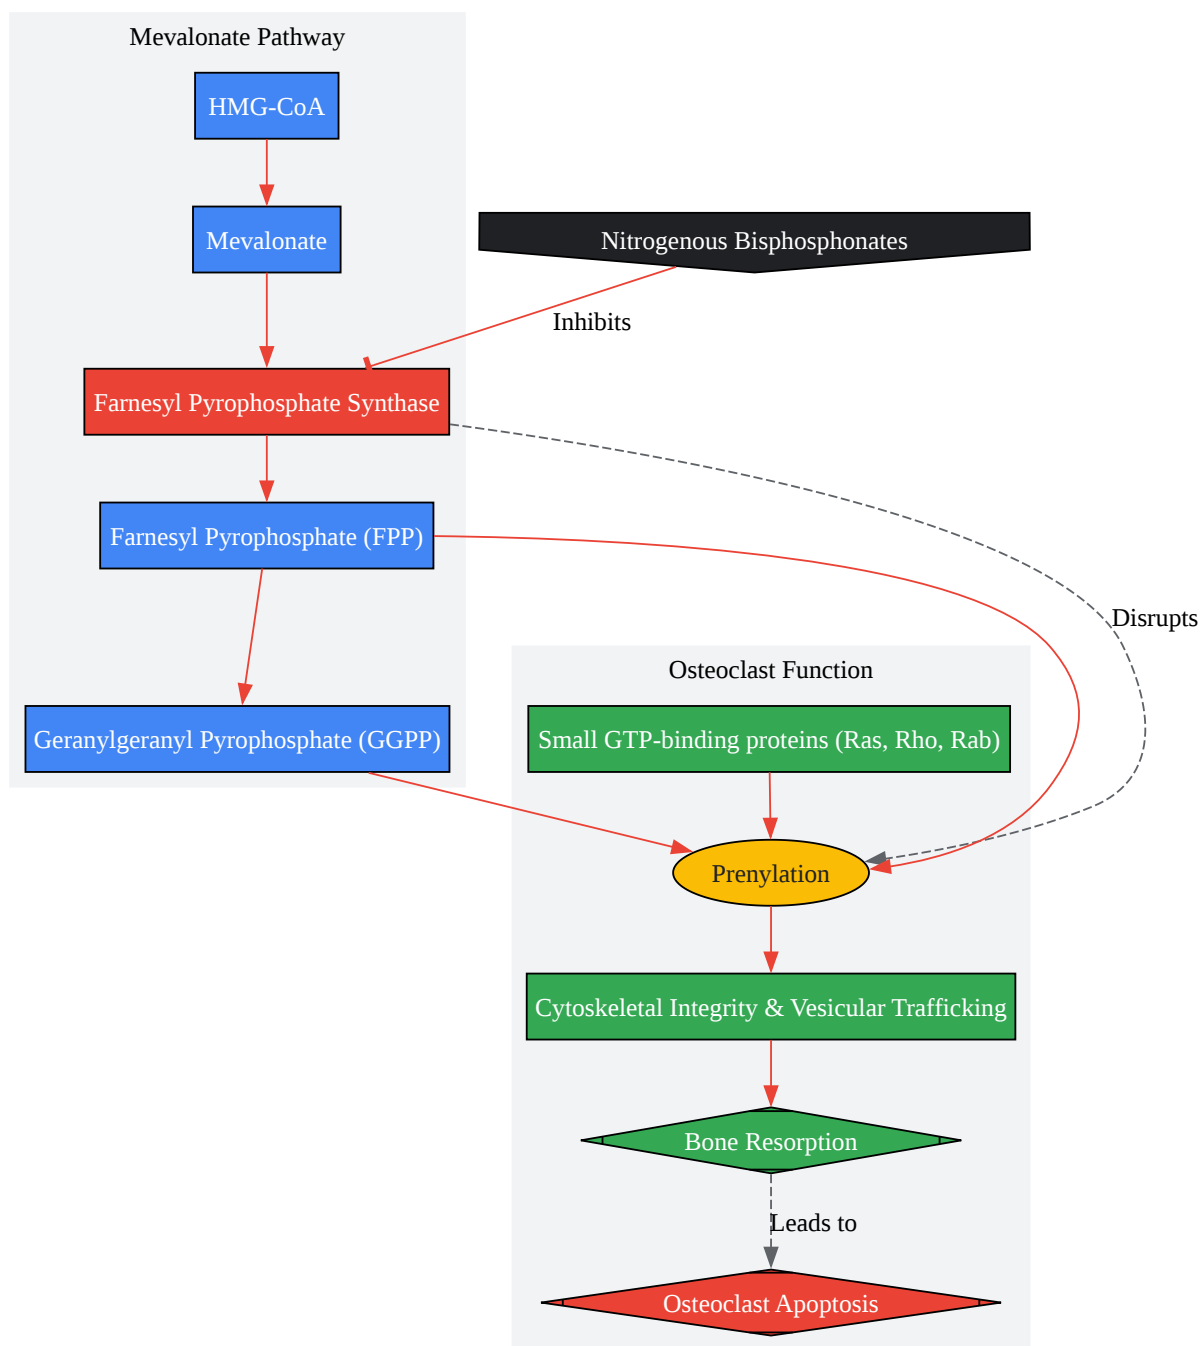 Mevalonate Pathway
HMG-CoA
Mevalonate
Nitrogenous Bisphosphonates
Inhibits
Farnesyl Pyrophosphate Synthase
Farnesyl Pyrophosphate (FPP)
Disrupts
Osteoclast Function
Geranylgeranyl Pyrophosphate (GGPP)
Small GTP-binding proteins (Ras, Rho, Rab)
Prenylation
Cytoskeletal Integrity & Vesicular Trafficking
Bone Resorption
Leads to
Osteoclast Apoptosis